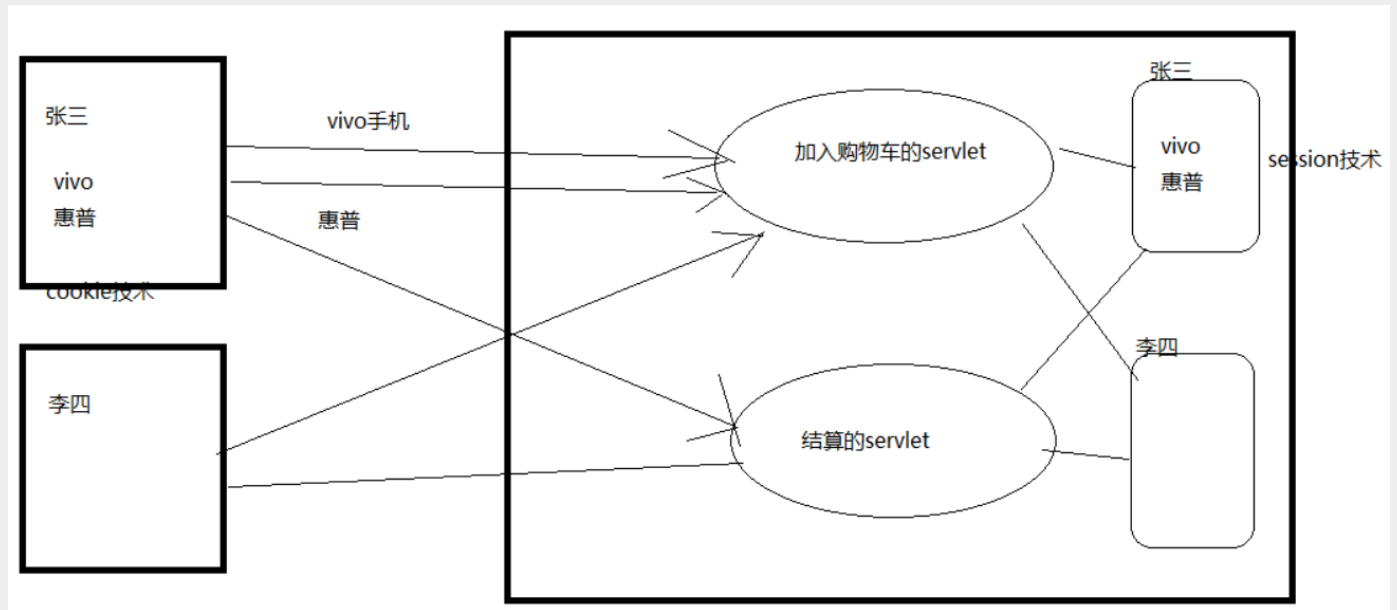 张三
vivo
惠普
cookie技术
李四
vivo手机
惠普
加入购物车的servlet
结算的servlet
张三
vivo
惠普
session技术
李四